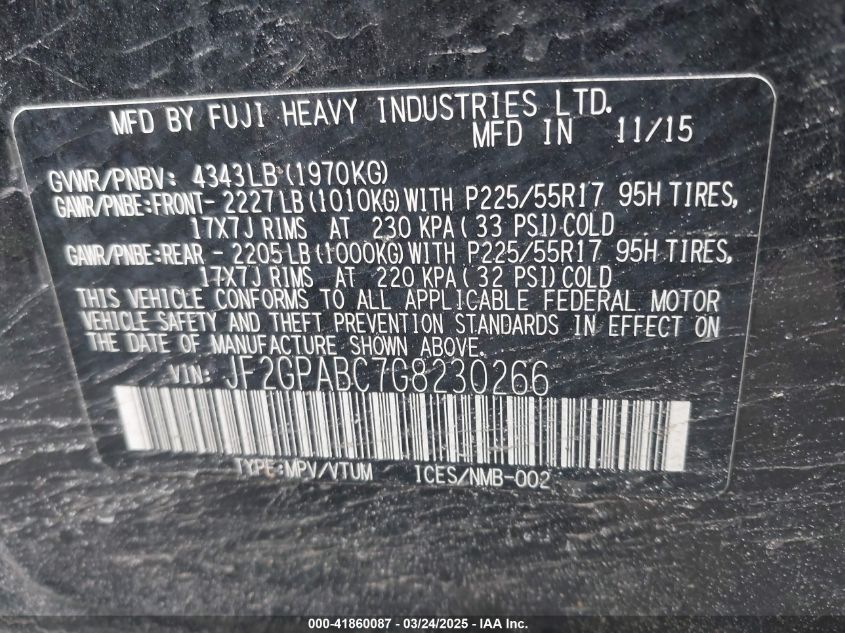 MFD BY FUJI HEAVY INDUSTRIES LTD.
MFD IN 11/15
GVWR/PNBV: 4343LB(1970KG)
GAWR/PNBE:FRONT- 2227LB(1010KG)WITH P225/55R17 95H TIRES,
17X7J RIMS AT 230 KPA(33 PSI)COLD
GAWR/PNBE:REAR - 2205LB(1000KG)WITH P225/55R17 95H TIRES,
17X7J RIMS AT 220 KPA(32 PSI)COLD
THIS VEHICLE CONFORMS TO ALL APPLICABLE FEDERAL MOTOR
VEHICLE SAFETY AND THEFT PREVENTION STANDARDS IN EFFECT ON
THE DATE OF MANUFACTURE SHOWN ABOVE.
VIN: JF2GPABC7G8230266
TYPE:MPV/VTUM ICES/NMB-002
000-41860087 - 03/24/2025 - IAA, Inc.